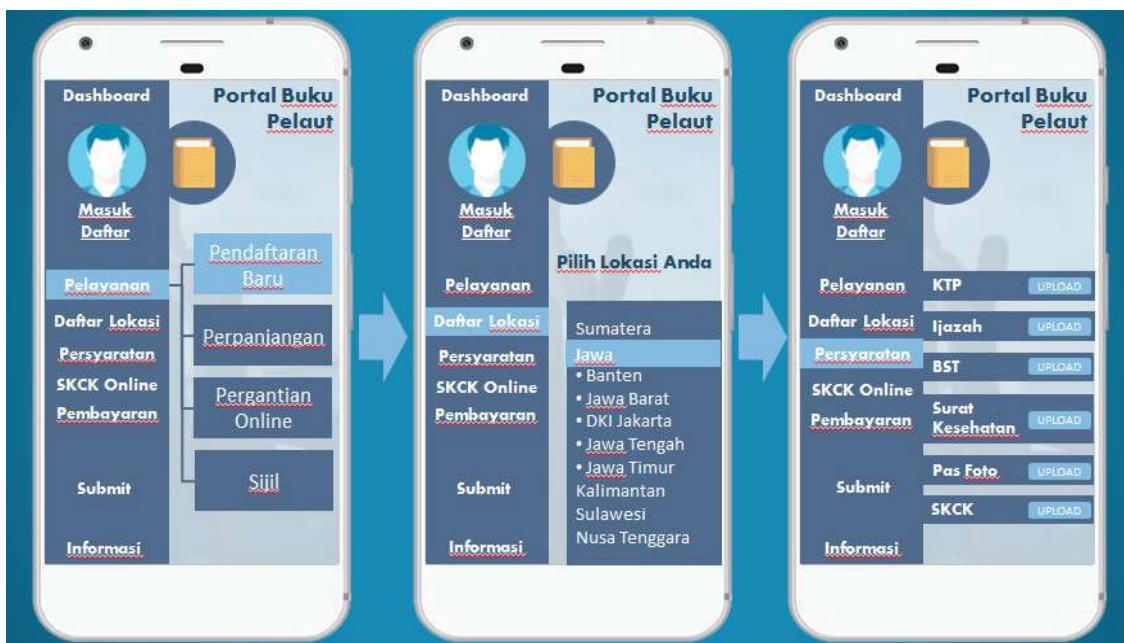 Dashboard
Portal Buku
Pelaut
Masuk
Daftar
Pelayanan
Daftar Lokasi
Persyaratan
SKCK Online
Pembayaran
Submit
Informasi
Pendaftaran
Baru
Perpanjangan
Pergantian
Online
Sijil
Dashboard
Portal Buku
Pelaut
Masuk
Daftar
Pelayanan
Daftar Lokasi
Persyaratan
SKCK Online
Pembayaran
Submit
Informasi
Pilih Lokasi Anda
Sumatera
Jawa
• Banten
• Jawa Barat
• DKI Jakarta
• Jawa Tengah
• Jawa Timur
Kalimantan
Sulawesi
Nusa Tenggara
Dashboard
Portal Buku
Pelaut
Masuk
Daftar
Pelayanan
Daftar Lokasi
Persyaratan
SKCK Online
Pembayaran
Submit
Informasi
KTP UPLOAD
Ijazah UPLOAD
BST UPLOAD
Surat
Kesehatan UPLOAD
Pas Foto UPLOAD
SKCK UPLOAD